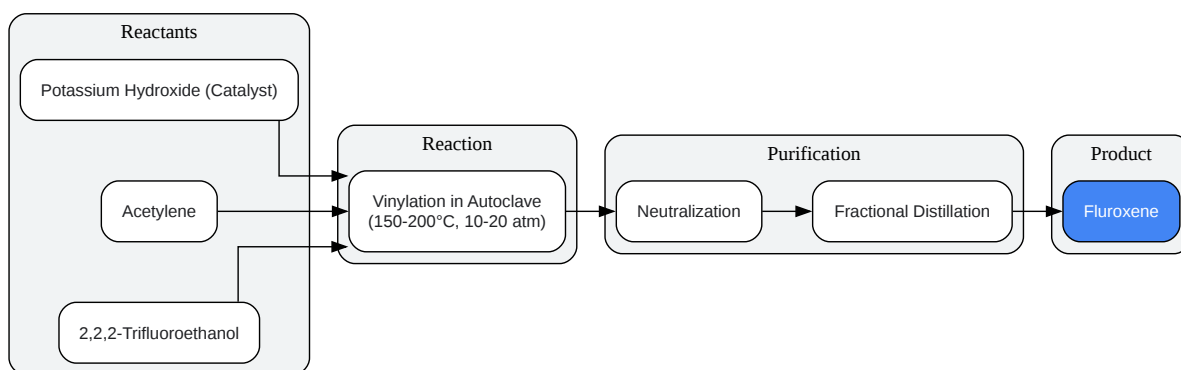 Reactants
Potassium Hydroxide (Catalyst)
Acetylene
2,2,2-Trifluoroethanol
Reaction
Vinylation in Autoclave
(150-200°C, 10-20 atm)
Purification
Neutralization
Fractional Distillation
Product
Fluroxene